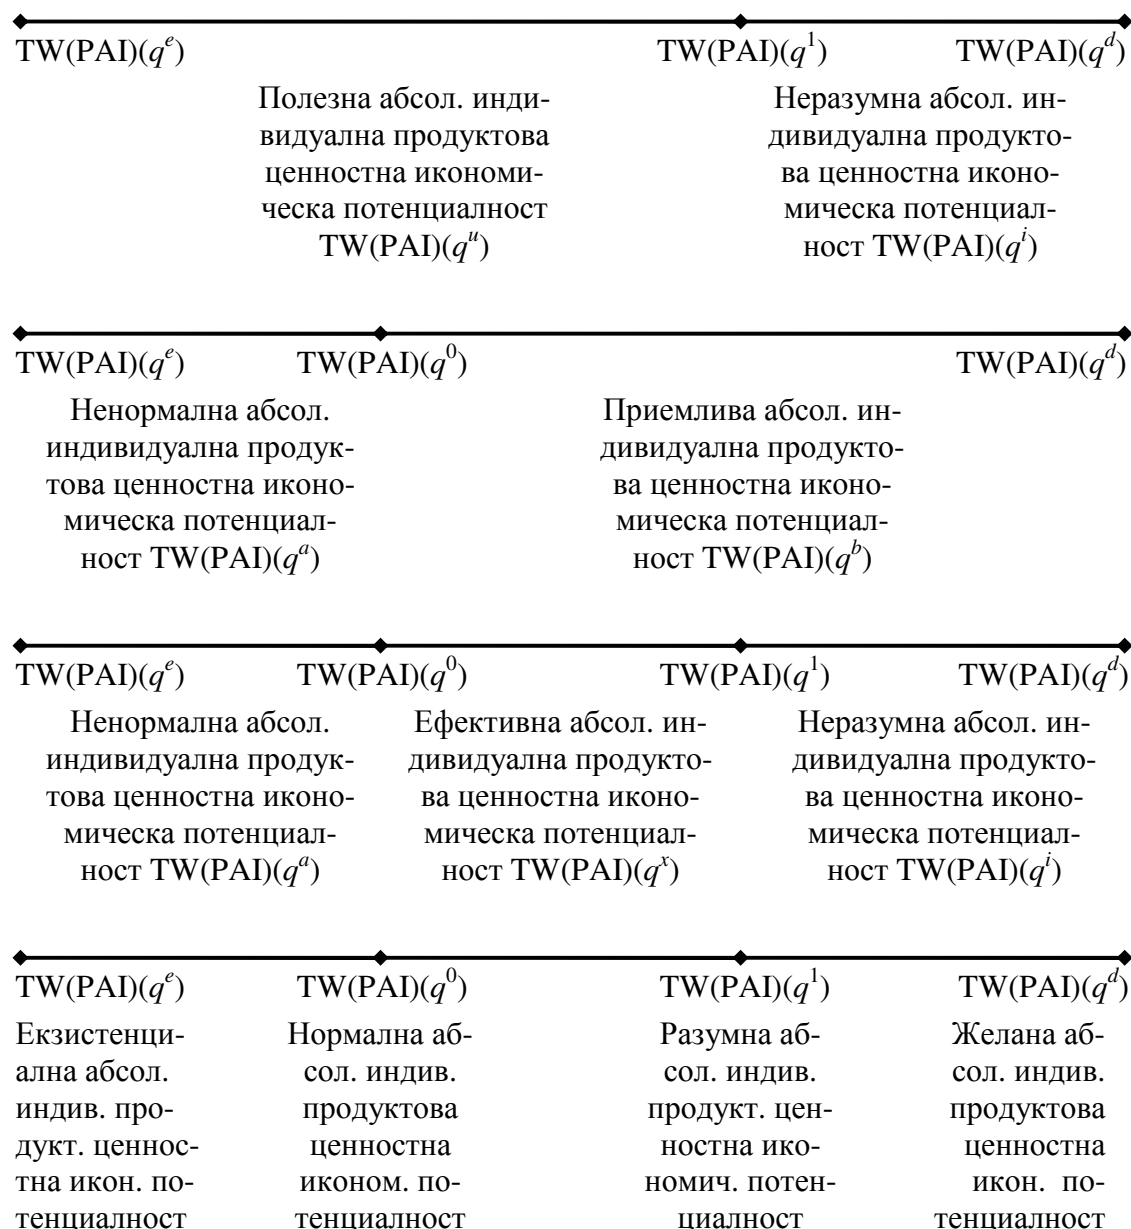 TW(PAI)(q^e) TW(PAI)(q^1) TW(PAI)(q^d)
Полезна абсол. инди-
видуална продуктова
ценностна икономи-
ческа потенциалност
TW(PAI)(q^u)
Неразумна абсол. ин-
дивидуална продукто-
ва ценностна иконо-
мическа потенциал-
ност TW(PAI)(q^i)
TW(PAI)(q^e) TW(PAI)(q^0) TW(PAI)(q^d)
Ненормална абсол.
индивидуална продук-
това ценностна иконо-
мическа потенциал-
ност TW(PAI)(q^a)
Приемлива абсол. ин-
дивидуална продукто-
ва ценностна иконо-
мическа потенциал-
ност TW(PAI)(q^b)
TW(PAI)(q^e) TW(PAI)(q^0) TW(PAI)(q^1) TW(PAI)(q^d)
Ненормална абсол.
индивидуална продук-
това ценностна иконо-
мическа потенциал-
ност TW(PAI)(q^a)
Ефективна абсол. ин-
дивидуална продукто-
ва ценностна иконо-
мическа потенциал-
ност TW(PAI)(q^x)
Неразумна абсол. ин-
дивидуална продукто-
ва ценностна иконо-
мическа потенциал-
ност TW(PAI)(q^i)
TW(PAI)(q^e) TW(PAI)(q^0) TW(PAI)(q^1) TW(PAI)(q^d)
Екзистенци-
ална абсол.
индив. про-
дукт. ценнос-
тна икон. по-
тенциалност
Нормална аб-
сол. индив.
продуктова
ценностна
иконом. по-
тенциалност
Разумна аб-
сол. индив.
продукт. цен-
ностна ико-
номич. потен-
циалност
Желана аб-
сол. индив.
продуктова
ценностна
икон. по-
тенциалност